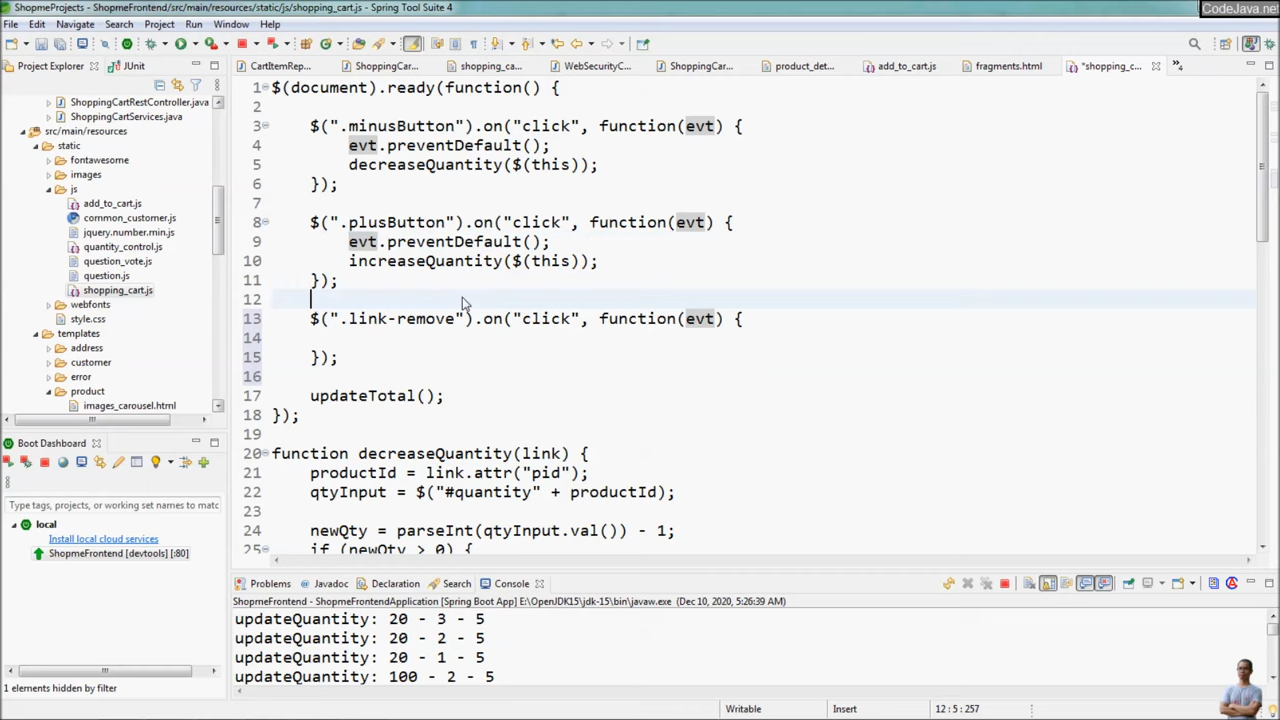 ShopmeProjects - ShopmeFrontend/src/main/resources/static/js/shopping_cart.js - Spring Tool Suite 4
CodeJava.net
File Edit Navigate Search Project Run Window Help
Project Explorer JUnit
CartItemRep... ShoppingCar... shopping_ca... WebSecurityC... ShoppingCar... product_det... add_to_cart.js fragments.html *shopping_c... 4
ShoppingCartRestController.java
ShoppingCartServices.java
src/main/resources
static
fontawesome
images
js
add_to_cart.js
common_customer.js
jquery.number.min.js
quantity_control.js
question_vote.js
question.js
shopping_cart.js
webfonts
style.css
templates
address
customer
error
product
images_carousel.html
1 $(document).ready(function() {
2
3 $(".minusButton").on("click", function(evt) {
4 evt.preventDefault();
5 decreaseQuantity($(this));
6 });
7
8 $(".plusButton").on("click", function(evt) {
9 evt.preventDefault();
10 increaseQuantity($(this));
11 });
12
13 $(".link-remove").on("click", function(evt) {
14
15 });
16
17 updateTotal();
18 });
19
20 function decreaseQuantity(link) {
21 productId = link.attr("pid");
22 qtyInput = $("#quantity" + productId);
24 newQty = parseInt(qtyInput.val()) - 1;
25 if (newQty > 0) {
Boot Dashboard
Type tags, projects, or working set names to matc
local
Install local cloud services
ShopmeFrontend [devtools] [:80]
1 elements hidden by filter
Problems Javadoc Declaration Search Console
ShopmeFrontend - ShopmeFrontendApplication [Spring Boot App] E:\OpenJDK15\jdk-15\bin\javaw.exe (Dec 10, 2020, 5:26:39 AM)
updateQuantity: 20 - 3 - 5
updateQuantity: 20 - 2 - 5
updateQuantity: 20 - 1 - 5
updateQuantity: 100 - 2 - 5
Writable Insert 12 : 5 : 257